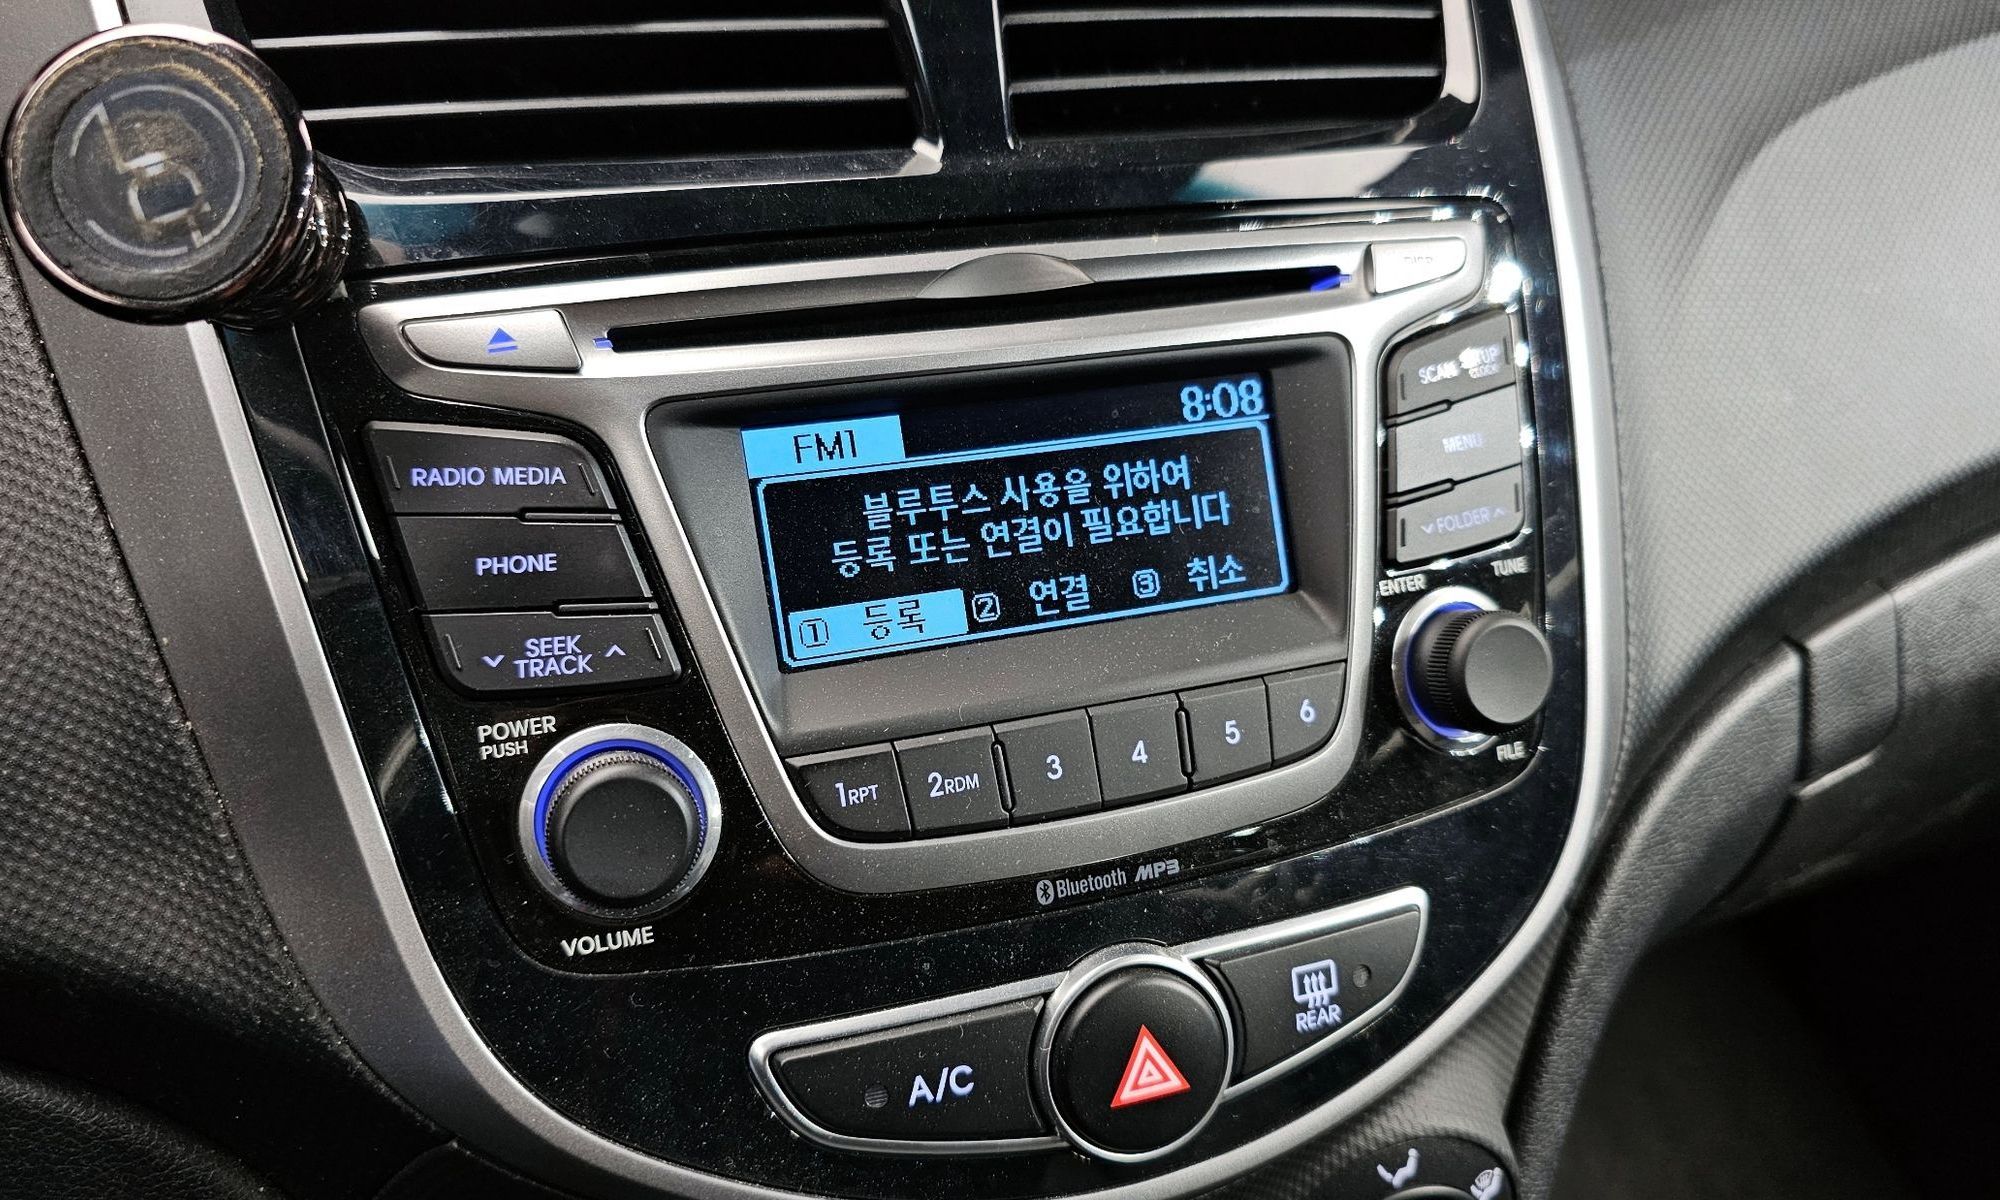 8:08
FM1
블루투스 사용을 위하여
등록 또는 연결이 필요합니다
1 등록 2 연결 3 취소
RADIO MEDIA
PHONE
SEEK
TRACK
POWER
PUSH
VOLUME
SCAN
MENU
FOLDER
ENTER
TUNE
FILE
1RPT 2RDM 3 4 5 6
Bluetooth MP3
A/C
REAR